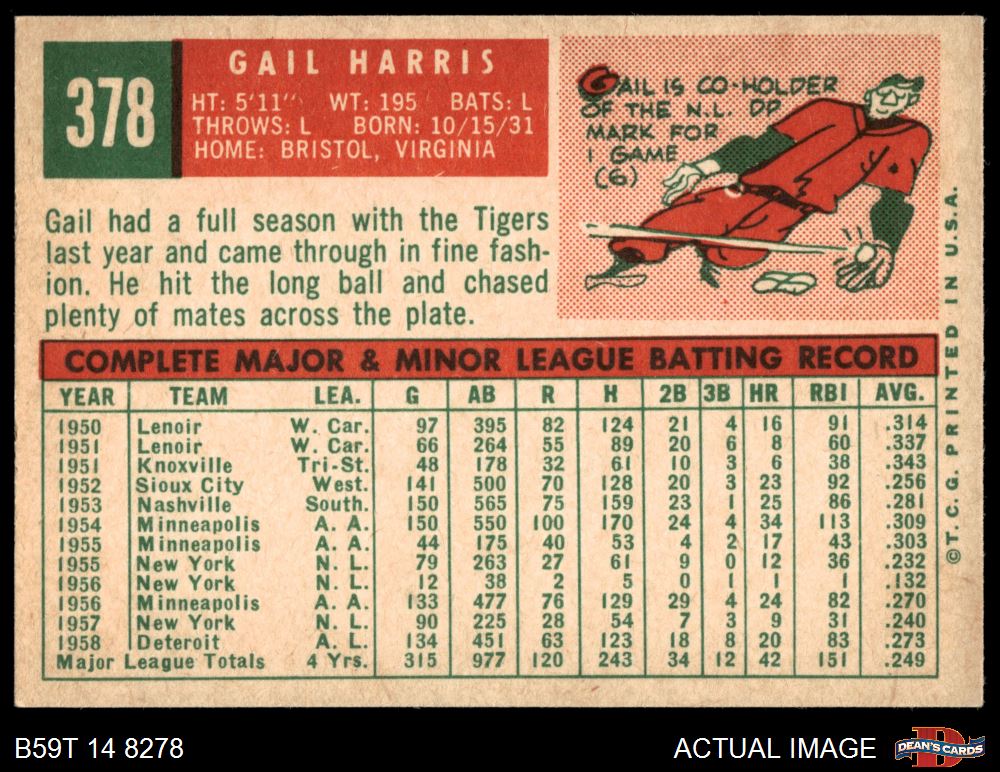 378
GAIL HARRIS
HT: 5'11" WT: 195 BATS: L
THROWS: L BORN: 10/15/31
HOME: BRISTOL, VIRGINIA
GAIL IS CO-HOLDER
OF THE N.L. DP
MARK FOR
1 GAME
(6)
Gail had a full season with the Tigers
last year and came through in fine fash-
ion. He hit the long ball and chased
plenty of mates across the plate.
COMPLETE MAJOR & MINOR LEAGUE BATTING RECORD
YEAR TEAM LEA. G AB R H 2B 3B HR RBI AVG.
1950 Lenoir W. Car. 97 395 82 124 21 4 16 91 .314
1951 Lenoir W. Car. 66 264 55 89 20 6 8 60 .337
1951 Knoxville Tri-St. 48 178 32 61 10 3 6 38 .343
1952 Sioux City West. 141 500 70 128 20 3 23 92 .256
1953 Nashville South. 150 565 75 159 23 1 25 86 .281
1954 Minneapolis A. A. 150 550 100 170 24 4 34 113 .309
1955 Minneapolis A. A. 44 175 40 53 4 2 17 43 .303
1955 New York N. L. 79 263 27 61 9 0 12 36 .232
1956 New York N. L. 12 38 2 5 0 1 1 1 .132
1956 Minneapolis A. A. 133 477 76 129 29 4 24 82 .270
1957 New York N. L. 90 225 28 54 7 3 9 31 .240
1958 Deteroit A. L. 134 451 63 123 18 8 20 83 .273
Major League Totals 4 Yrs. 315 977 120 243 34 12 42 151 .249
©T.C.G. PRINTED IN U.S.A.
B59T 14 8278
ACTUAL IMAGE
D
DEAN'S CARDS